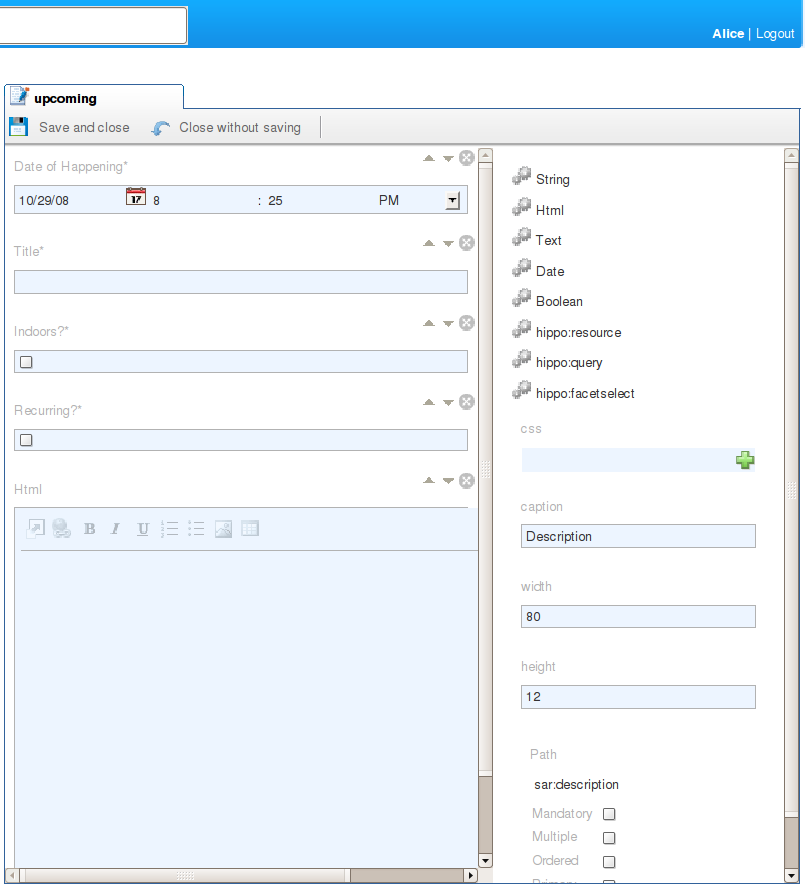 Alice | Logout
upcoming
Save and close Close without saving
Date of Happening*
10/29/08 17 8 : 25 PM
Title*
Indoors?*
Recurring?*
Html
B I U
String
Html
Text
Date
Boolean
hippo:resource
hippo:query
hippo:facetselect
css
caption
Description
width
80
height
12
Path
sar:description
Mandatory
Multiple
Ordered